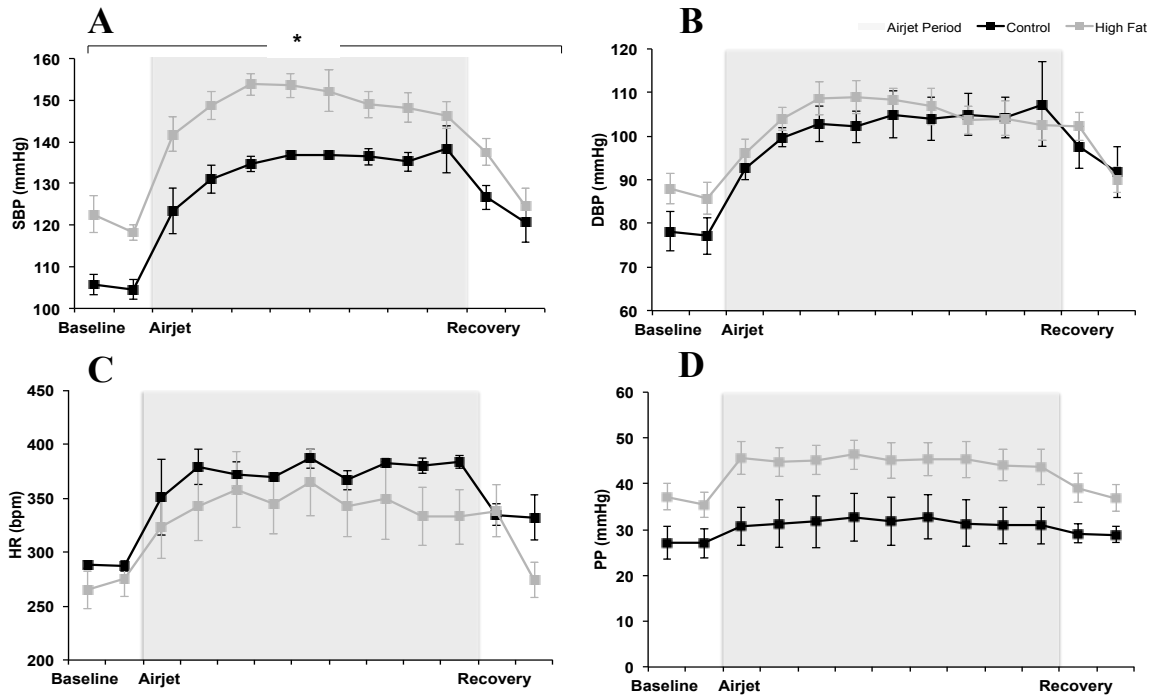 A
B
Airjet Period Control High Fat
*
SBP (mmHg)
160
150
140
130
120
110
100
Baseline Airjet Recovery
DBP (mmHg)
120
110
100
90
80
70
60
Baseline Airjet Recovery
C
D
HR (bpm)
450
400
350
300
250
200
Baseline Airjet Recovery
PP (mmHg)
60
50
40
30
20
10
0
Baseline Airjet Recovery